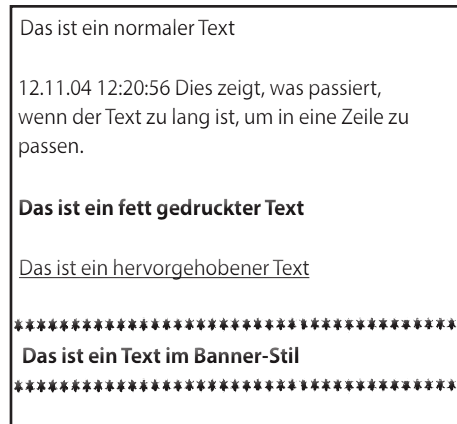 Das ist ein normaler Text
12.11.04 12:20:56 Dies zeigt, was passiert,
wenn der Text zu lang ist, um in eine Zeile zu
passen.
Das ist ein fett gedruckter Text
Das ist ein hervorgehobener Text
************************************************
Das ist ein Text im Banner-Stil
************************************************